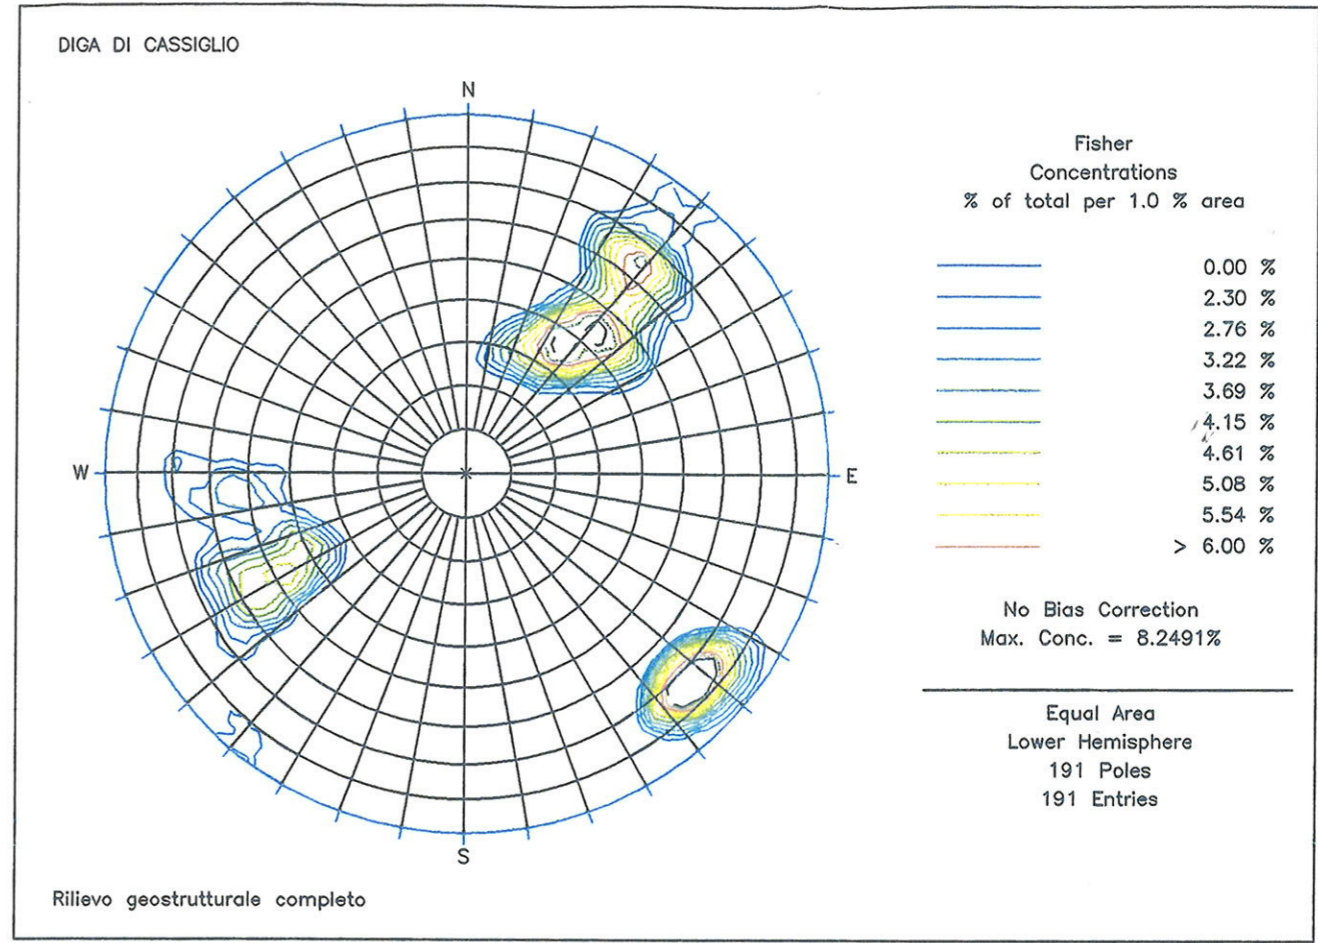 DIGA DI CASSIGLIO
N
W
E
S
Fisher
Concentrations
% of total per 1.0 % area
0.00 %
2.30 %
2.76 %
3.22 %
3.69 %
4.15 %
4.61 %
5.08 %
5.54 %
> 6.00 %
No Bias Correction
Max. Conc. = 8.2491%
Equal Area
Lower Hemisphere
191 Poles
191 Entries
Rilievo geostrutturale completo